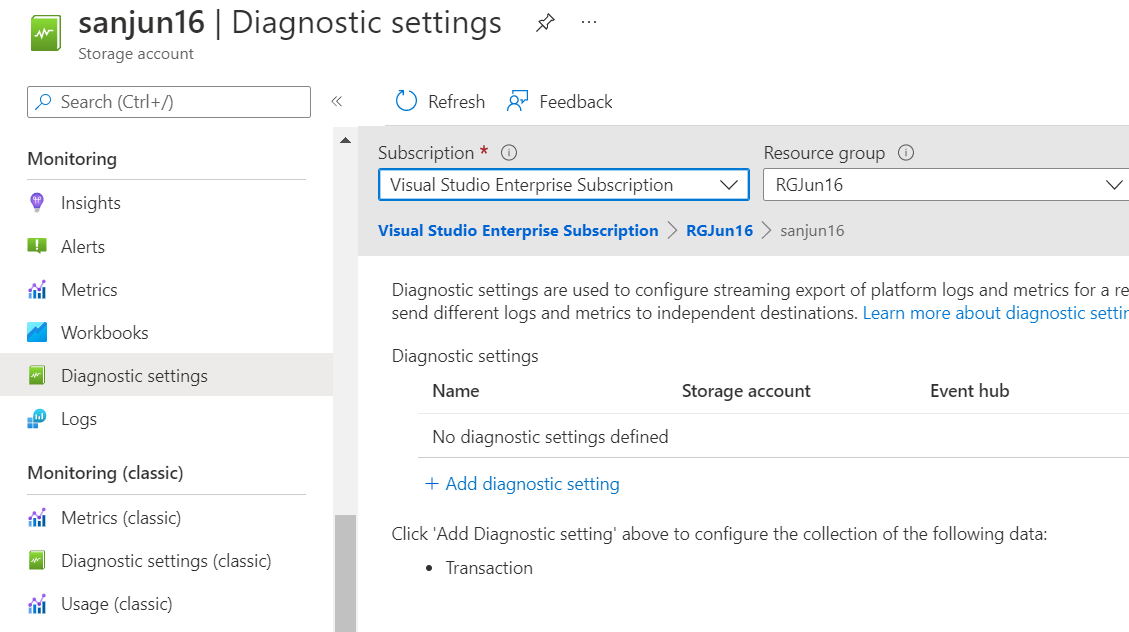 sanjun16 | Diagnostic settings
Storage account
Search (Ctrl+/)
Refresh
Feedback
Monitoring
Insights
Alerts
Metrics
Workbooks
Diagnostic settings
Logs
Monitoring (classic)
Metrics (classic)
Diagnostic settings (classic)
Usage (classic)
Subscription *
Resource group
Visual Studio Enterprise Subscription
RGJun16
Visual Studio Enterprise Subscription > RGJun16 > sanjun16
Diagnostic settings are used to configure streaming export of platform logs and metrics for a re
send different logs and metrics to independent destinations. Learn more about diagnostic settin
Diagnostic settings
Name Storage account Event hub
No diagnostic settings defined
+ Add diagnostic setting
Click 'Add Diagnostic setting' above to configure the collection of the following data:
• Transaction